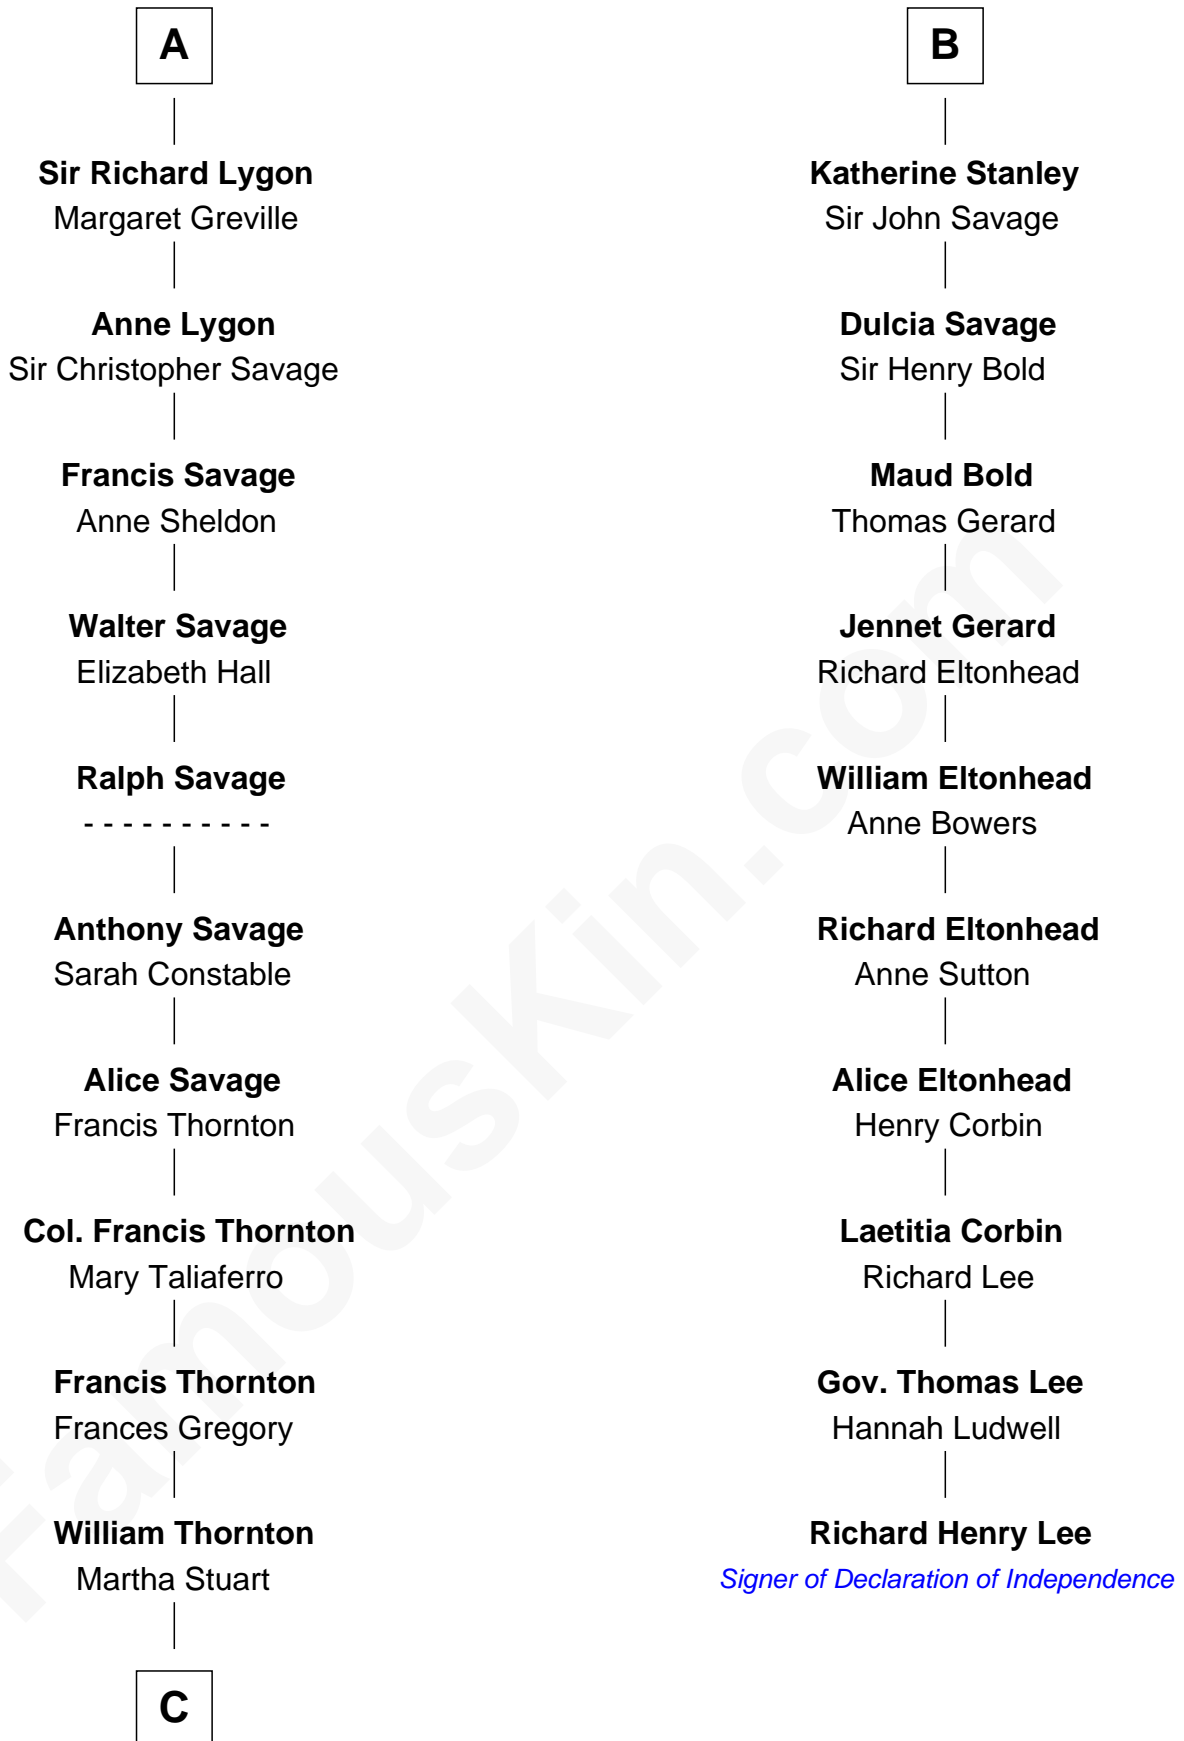 A
Sir Richard Lygon
Margaret Greville
Anne Lygon
Sir Christopher Savage
Francis Savage
Anne Sheldon
Walter Savage
Elizabeth Hall
Ralph Savage
- - - - - - - - - -
Anthony Savage
Sarah Constable
Alice Savage
Francis Thornton
Col. Francis Thornton
Mary Taliaferro
Francis Thornton
Frances Gregory
William Thornton
Martha Stuart
C
B
Katherine Stanley
Sir John Savage
Dulcia Savage
Sir Henry Bold
Maud Bold
Thomas Gerard
Jennet Gerard
Richard Eltonhead
William Eltonhead
Anne Bowers
Richard Eltonhead
Anne Sutton
Alice Eltonhead
Henry Corbin
Laetitia Corbin
Richard Lee
Gov. Thomas Lee
Hannah Ludwell
Richard Henry Lee
Signer of Declaration of Independence
FamousKin.com